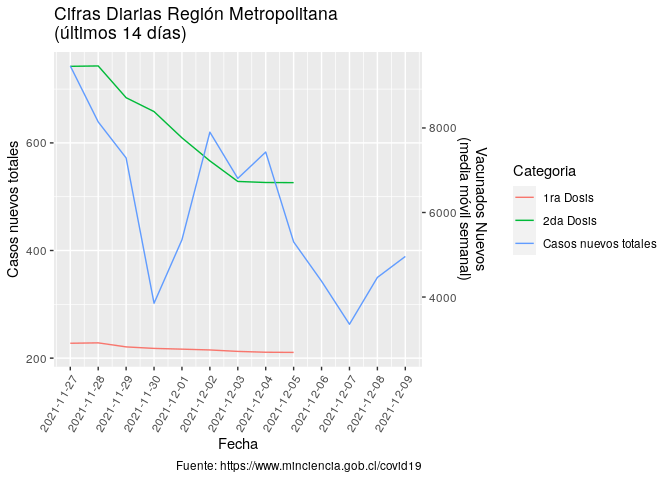 Cifras Diarias Región Metropolitana
(últimos 14 días)
Casos nuevos totales
600
400
200
8000
6000
4000
Vacunados Nuevos
(media móvil semanal)
2021-11-27
2021-11-28
2021-11-29
2021-11-30
2021-12-01
2021-12-02
2021-12-03
2021-12-04
2021-12-05
2021-12-06
2021-12-07
2021-12-08
2021-12-09
Fecha
Categoria
1ra Dosis
2da Dosis
Casos nuevos totales
Fuente: https://www.minciencia.gob.cl/covid19